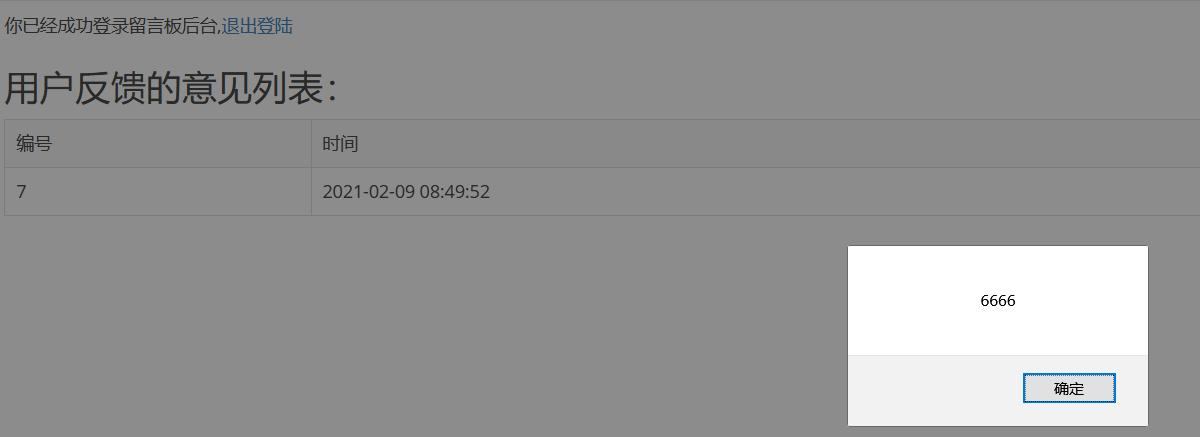 你已经成功登录留言板后台,退出登陆
用户反馈的意见列表：
编号 时间
7 2021-02-09 08:49:52
6666
确定